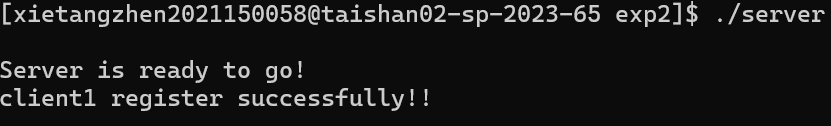 [xietangzhen2021150058@taishan02-sp-2023-65 exp2]$ ./server
Server is ready to go!
client1 register successfully!!